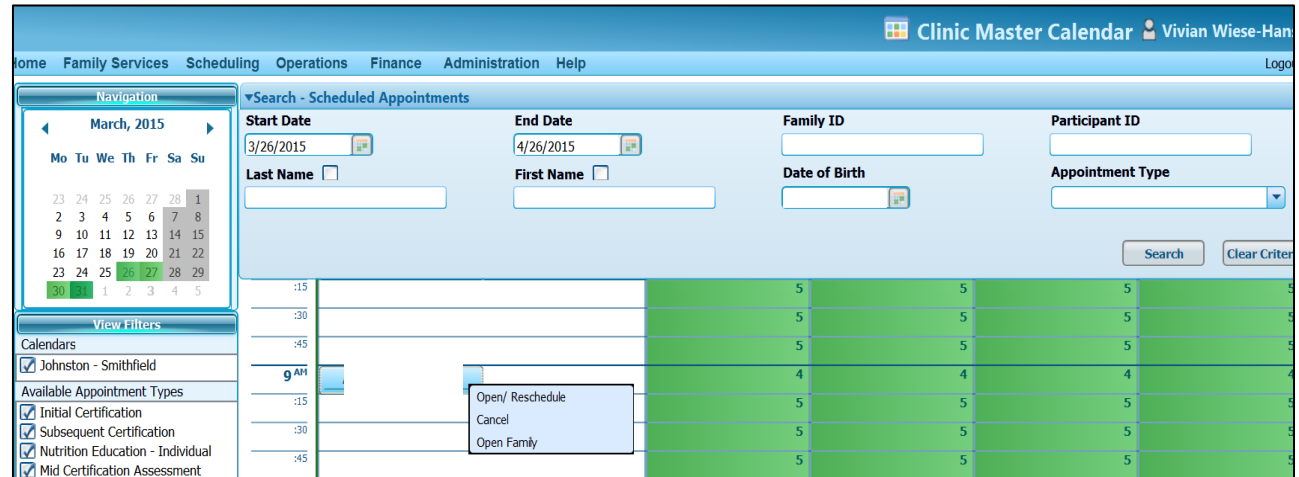 Clinic Master Calendar Vivian Wiese-Han
Home Family Services Scheduling Operations Finance Administration Help Logo
Navigation
March, 2015
Mo Tu We Th Fr Sa Su
23 24 25 26 27 28 1
2 3 4 5 6 7 8
9 10 11 12 13 14 15
16 17 18 19 20 21 22
23 24 25 26 27 28 29
30 31 1 2 3 4 5
View Filters
Calendars
Johnston - Smithfield
Available Appointment Types
Initial Certification
Subsequent Certification
Nutrition Education - Individual
Mid Certification Assessment
Search - Scheduled Appointments
Start Date End Date Family ID Participant ID
3/26/2015 4/26/2015
Last Name First Name Date of Birth Appointment Type
Search Clear Criter
:15 5 5 5 5
:30 5 5 5 5
:45 5 5 5 5
9 AM 4 4 4 4
:15 5 5 5 5
:30 5 5 5 5
:45 5 5 5 5
Open/ Reschedule
Cancel
Open Family